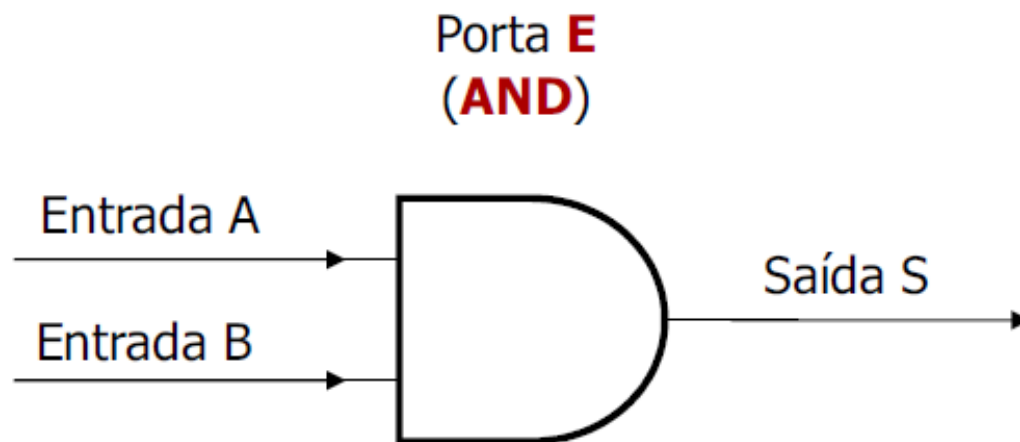 Porta E
(AND)
Entrada A
Saída S
Entrada B